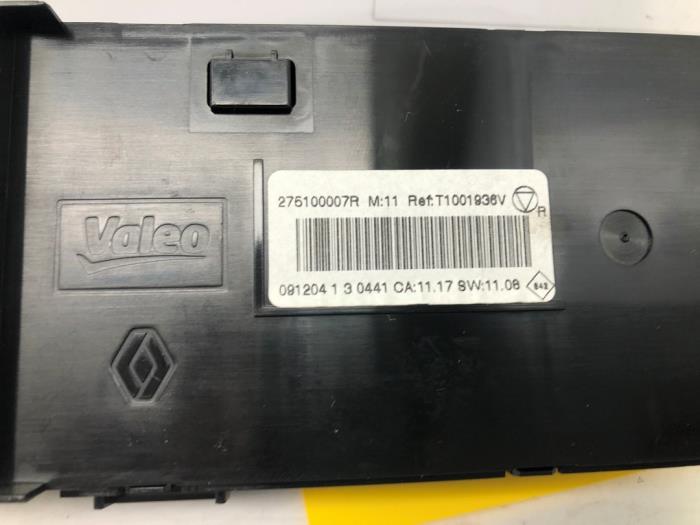 275100007R M:11 Ref:T1001936V
R
Valeo
091204 1 3 0441 CA:11.17 SW:11.06
843